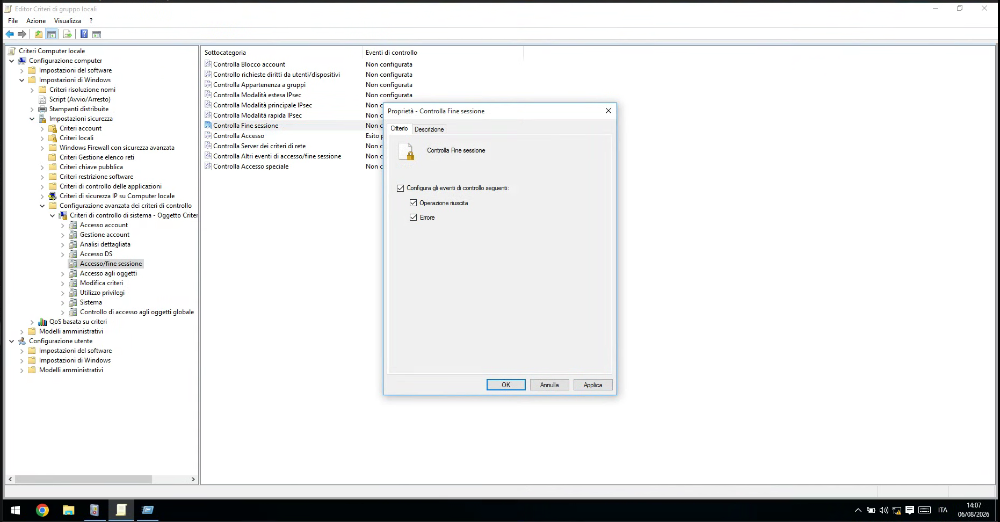 Editor Criteri di gruppo locali
File Azione Visualizza ?
Criteri Computer locale
Configurazione computer
Impostazioni del software
Impostazioni di Windows
Criteri risoluzione nomi
Script (Avvio/Arresto)
Stampanti distribuite
Impostazioni sicurezza
Criteri account
Criteri locali
Windows Firewall con sicurezza avanzata
Criteri Gestione elenco reti
Criteri chiave pubblica
Criteri restrizione software
Criteri di controllo delle applicazioni
Criteri di sicurezza IP su Computer locale
Configurazione avanzata dei criteri di controllo
Criteri di controllo di sistema - Oggetto Criter
Accesso account
Gestione account
Analisi dettagliata
Accesso DS
Accesso/fine sessione
Accesso agli oggetti
Modifica criteri
Utilizzo privilegi
Sistema
Controllo di accesso agli oggetti globale
QoS basata su criteri
Modelli amministrativi
Configurazione utente
Impostazioni del software
Impostazioni di Windows
Modelli amministrativi
Sottocategoria Eventi di controllo
Controlla Blocco account Non configurata
Controllo richieste diritti da utenti/dispositivi Non configurata
Controlla Appartenenza a gruppi Non configurata
Controlla Modalità estesa IPsec Non configurata
Controlla Modalità principale IPsec Non c
Controlla Modalità rapida IPsec Non c
Controlla Fine sessione Non c
Controlla Accesso Esito p
Controlla Server dei criteri di rete Non c
Controlla Altri eventi di accesso/fine sessione Non c
Controlla Accesso speciale Non c
Proprietà - Controlla Fine sessione
Criterio Descrizione
Controlla Fine sessione
Configura gli eventi di controllo seguenti:
Operazione riuscita
Errore
OK Annulla Applica
ITA
14:07
06/08/2026